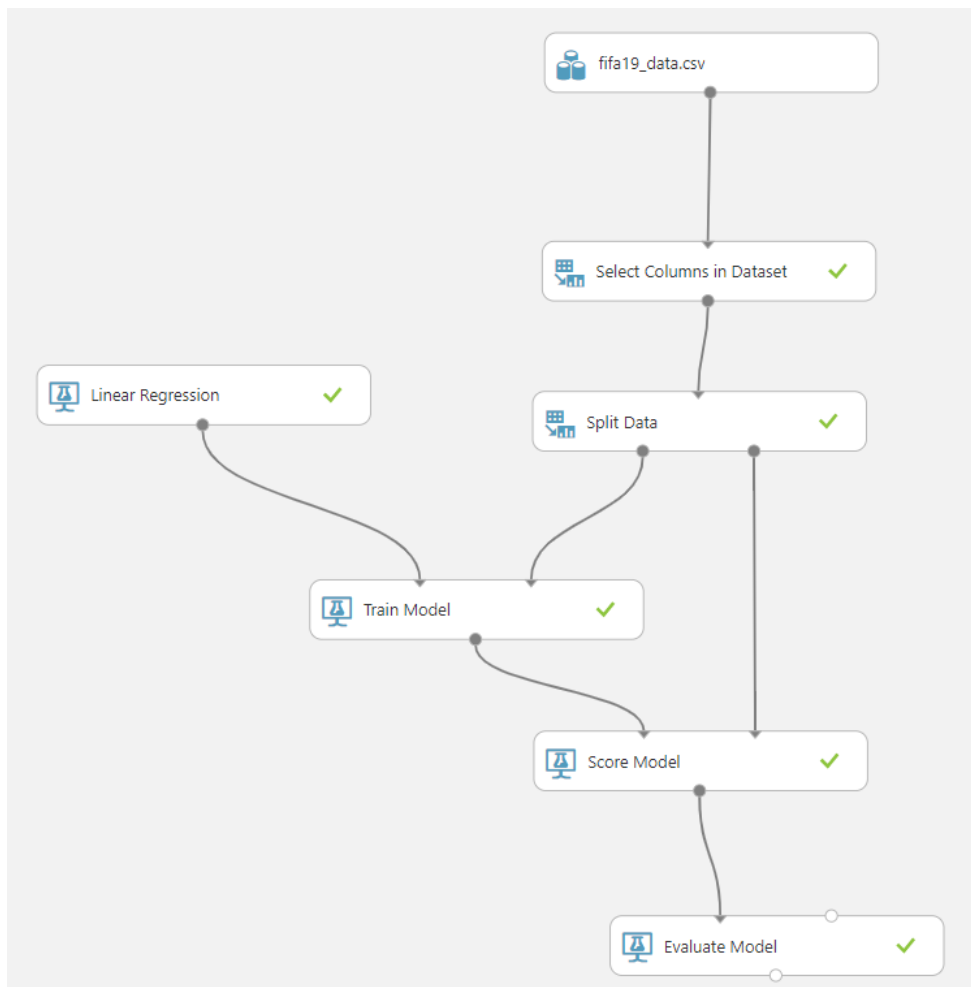 fifa19_data.csv
Select Columns in Dataset
Linear Regression
Split Data
Train Model
Score Model
Evaluate Model